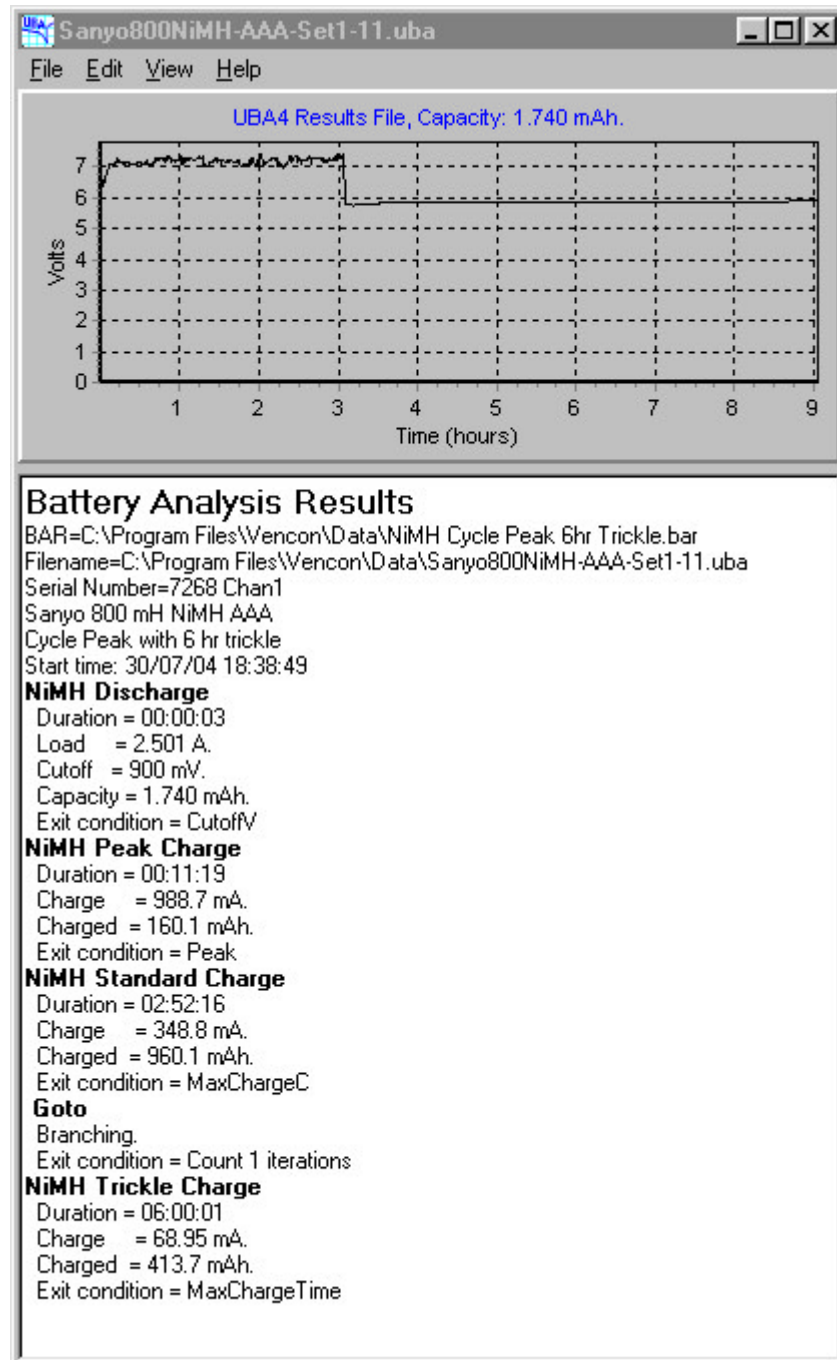 UBA
Sanyo800NiMH-AAA-Set1-11.uba
File Edit View Help
UBA4 Results File, Capacity: 1.740 mAh.
Volts
7
6
5
4
3
2
1
0
1 2 3 4 5 6 7 8 9
Time (hours)
Battery Analysis Results
BAR=C:\Program Files\Vencon\Data\NiMH Cycle Peak 6hr Trickle.bar
Filename=C:\Program Files\Vencon\Data\Sanyo800NiMH-AAA-Set1-11.uba
Serial Number=7268 Chan1
Sanyo 800 mH NiMH AAA
Cycle Peak with 6 hr trickle
Start time: 30/07/04 18:38:49
NiMH Discharge
Duration = 00:00:03
Load = 2.501 A.
Cutoff = 900 mV.
Capacity = 1.740 mAh.
Exit condition = CutoffV
NiMH Peak Charge
Duration = 00:11:19
Charge = 988.7 mA.
Charged = 160.1 mAh.
Exit condition = Peak
NiMH Standard Charge
Duration = 02:52:16
Charge = 348.8 mA.
Charged = 960.1 mAh.
Exit condition = MaxChargeC
Goto
Branching.
Exit condition = Count 1 iterations
NiMH Trickle Charge
Duration = 06:00:01
Charge = 68.95 mA.
Charged = 413.7 mAh.
Exit condition = MaxChargeTime